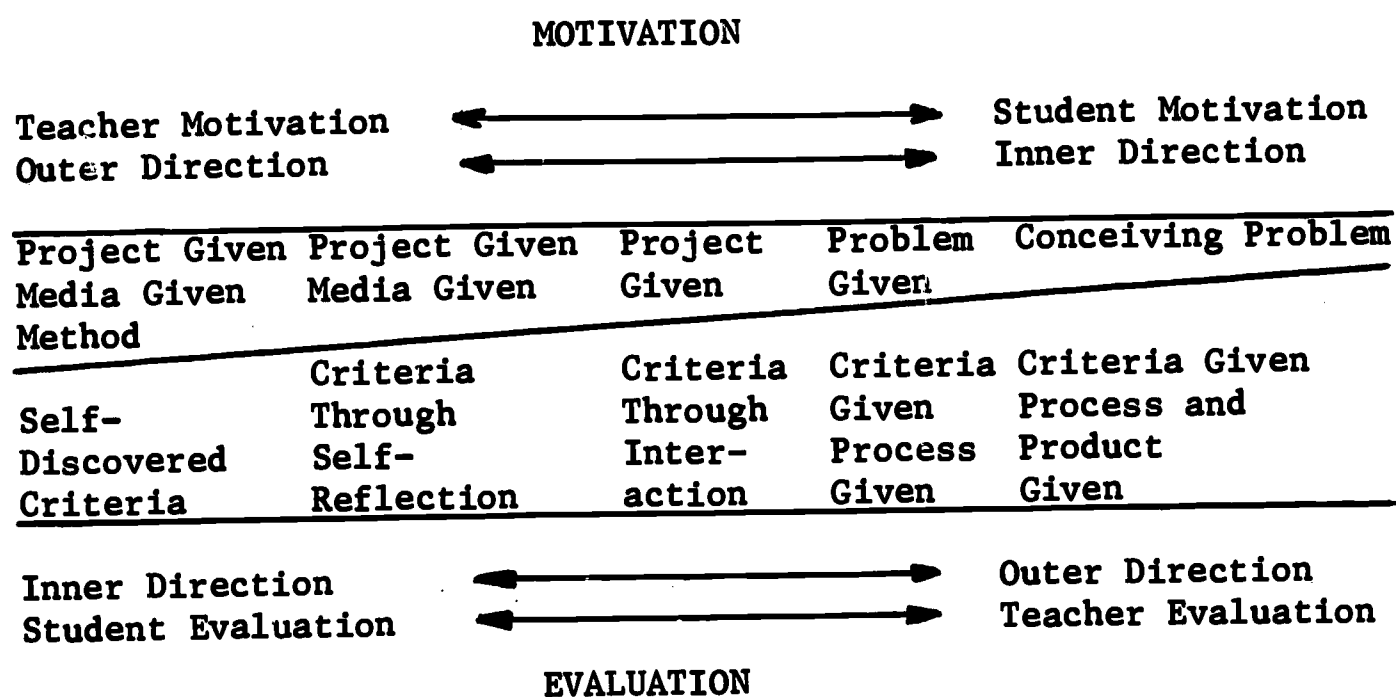 MOTIVATION
Teacher Motivation Student Motivation
Outer Direction Inner Direction
Project Given Project Given Project Problem Conceiving Problem
Media Given Media Given Given Given
Method
Criteria Criteria Criteria Criteria Given
Self- Through Through Given Process and
Discovered Self- Inter- Process Product
Criteria Reflection action Given Given
Inner Direction Outer Direction
Student Evaluation Teacher Evaluation
EVALUATION